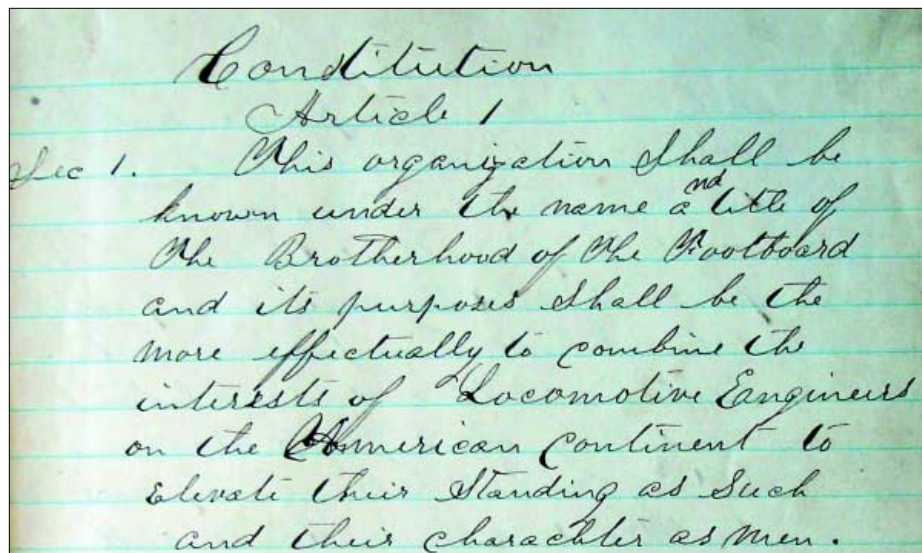 Constitution
Article 1
Sec 1. This organization Shall be
known under the name and title of
The Brotherhood of The Footboard
and its purposes Shall be the
more effectually to combine the
interests of Locomotive Engineers
on the American Continent to
Elevate their Standing as Such
and their charachter as men.